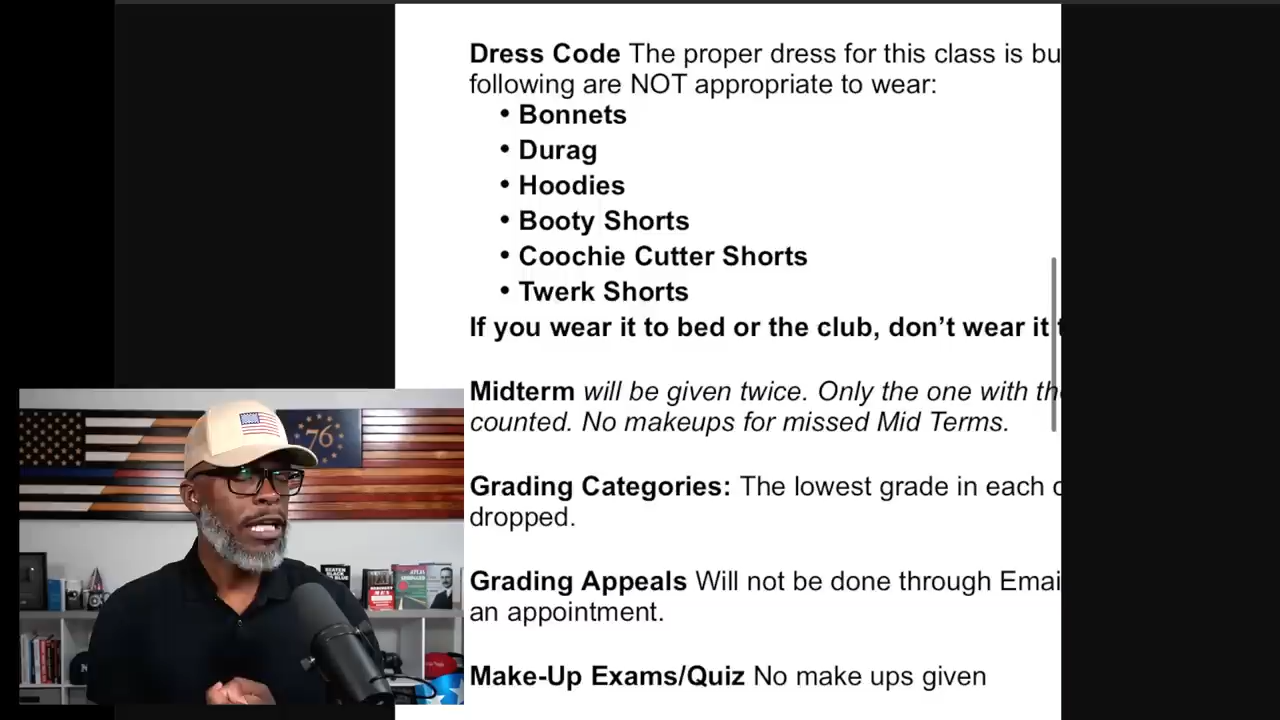 Dress Code The proper dress for this class is bu
following are NOT appropriate to wear:
• Bonnets
• Durag
• Hoodies
• Booty Shorts
• Coochie Cutter Shorts
• Twerk Shorts
If you wear it to bed or the club, don’t wear it
Midterm will be given twice. Only the one with th
counted. No makeups for missed Mid Terms.
Grading Categories: The lowest grade in each
dropped.
Grading Appeals Will not be done through Emai
an appointment.
Make-Up Exams/Quiz No make ups given
76